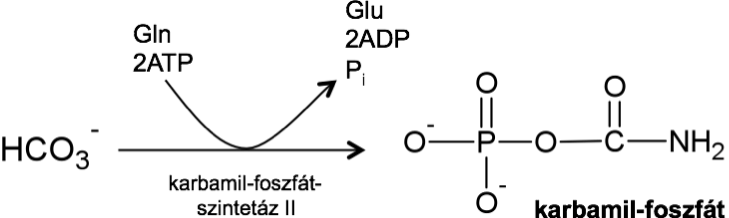 Gln
2ATP
Glu
2ADP
Pi
HCO3-
karbamil-foszfát-
szintetáz II
O
O
O- P O C NH2
O-
karbamil-foszfát